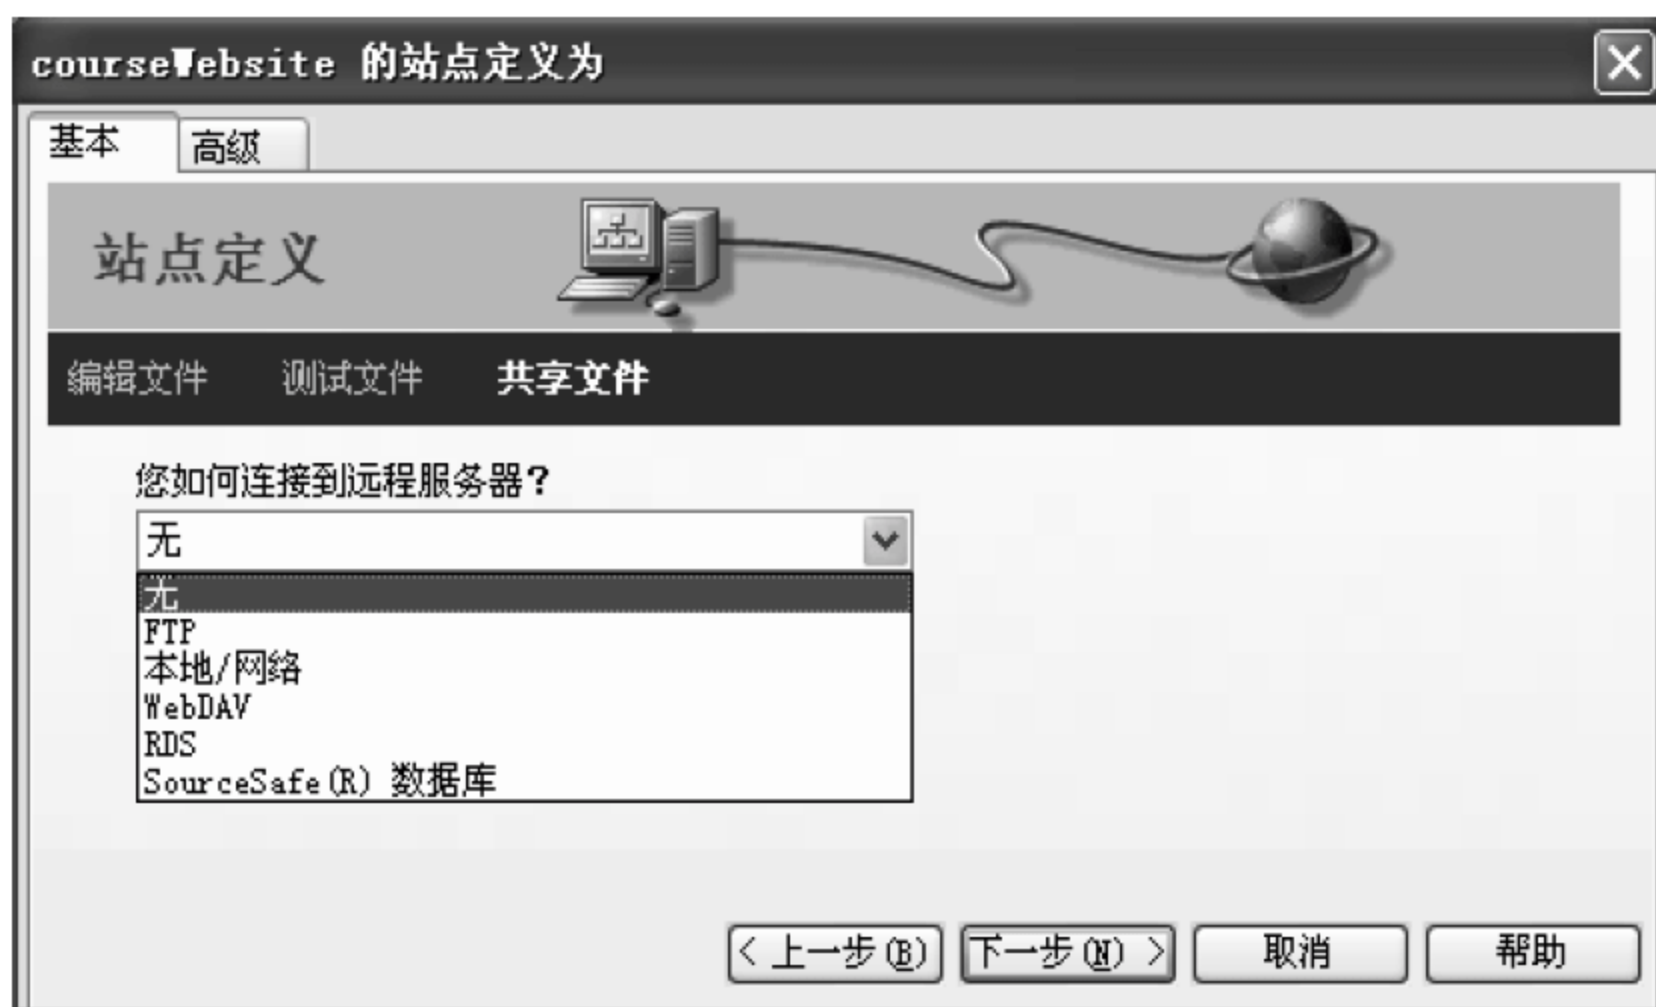 courseWebsite 的站点定义为
基本 高级
站点定义
编辑文件 测试文件 共享文件
您如何连接到远程服务器？
无
无
FTP
本地/网络
WebDAV
RDS
SourceSafe(R) 数据库
< 上一步(B) 下一步(N) > 取消 帮助